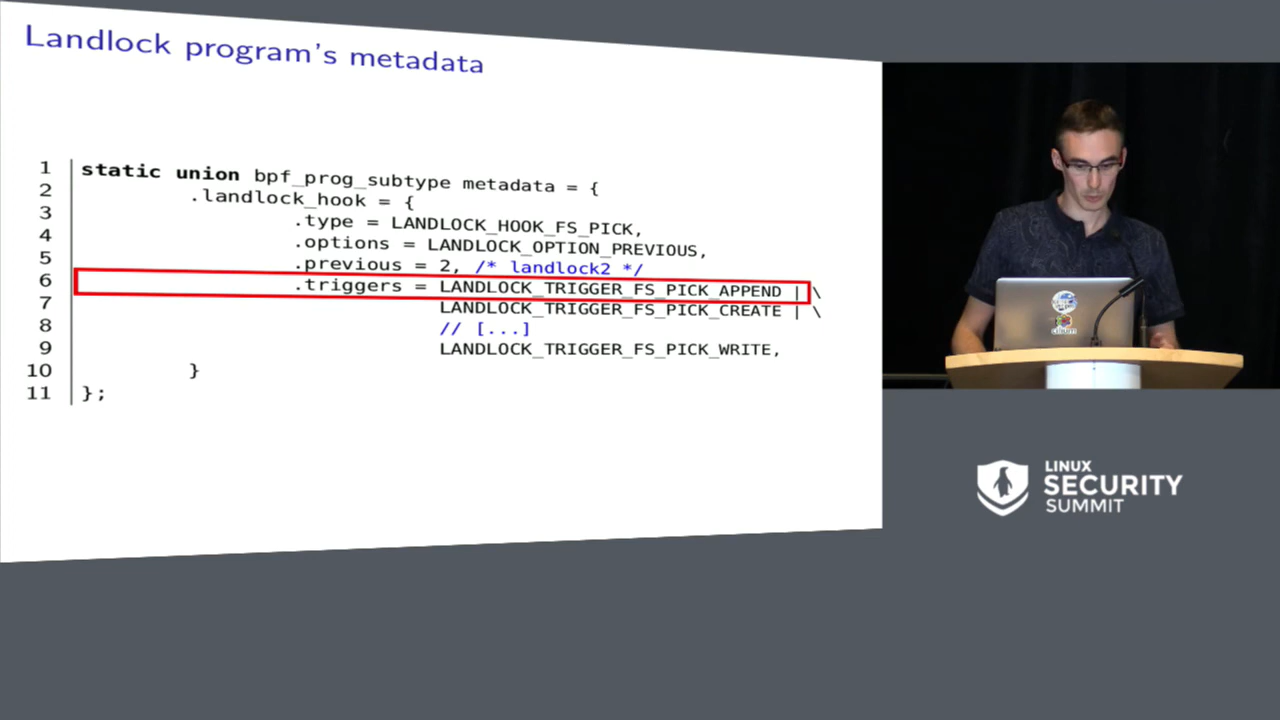 Landlock program's metadata
1 static union bpf_prog_subtype metadata = {
2 .landlock_hook = {
3 .type = LANDLOCK_HOOK_FS_PICK,
4 .options = LANDLOCK_OPTION_PREVIOUS,
5 .previous = 2, /* landlock2 */
6 .triggers = LANDLOCK_TRIGGER_FS_PICK_APPEND | \
7 LANDLOCK_TRIGGER_FS_PICK_CREATE | \
8 // [...]
9 LANDLOCK_TRIGGER_FS_PICK_WRITE,
10 }
11 };
LINUX
SECURITY
SUMMIT